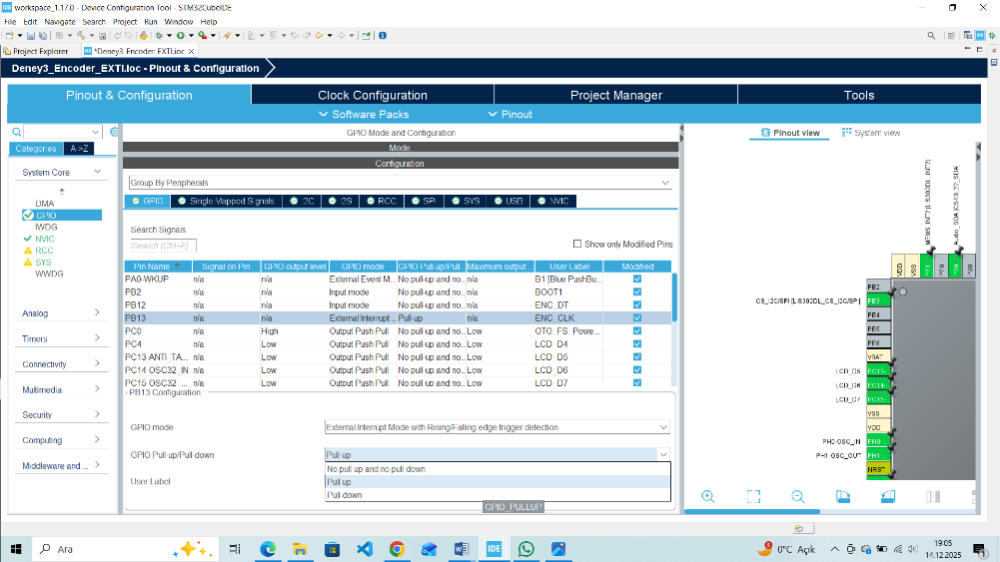 workspace_1.17.0 - Device Configuration Tool - STM32CubeIDE
File Edit Navigate Search Project Run Window Help
Project Explorer
*Deney3_Encoder_EXTI.ioc
Deney3_Encoder_EXTI.ioc - Pinout & Configuration
Pinout & Configuration
Clock Configuration
Project Manager
Tools
Software Packs
Pinout
Categories
A->Z
System Core
DMA
GPIO
IWDG
NVIC
RCC
SYS
WWDG
Analog
Timers
Connectivity
Multimedia
Security
Computing
Middleware and ...
GPIO Mode and Configuration
Mode
Configuration
Group By Peripherals
GPIO Single Mapped Signals I2C I2S RCC SPI SYS USB NVIC
Search Signals
Search (Ctrl+F)
Show only Modified Pins
Pin Name Signal on Pin GPIO output level GPIO mode GPIO Pull-up/Pull... Maximum output ... User Label Modified
PA0-WKUP n/a n/a External Event M... No pull-up and no... n/a B1 [Blue PushBu...
PB2 n/a n/a Input mode No pull-up and no... n/a BOOT1
PB12 n/a n/a Input mode No pull-up and no... n/a ENC_DT
PB13 n/a n/a External Interrupt ... Pull-up n/a ENC_CLK
PC0 n/a High Output Push Pull No pull-up and no... Low OTG_FS_Powe...
PC4 n/a Low Output Push Pull No pull-up and no... Low LCD_D4
PC13-ANTI_TA... n/a Low Output Push Pull No pull-up and no... Low LCD_D5
PC14-OSC32_IN n/a Low Output Push Pull No pull-up and no... Low LCD_D6
PC15-OSC32_... n/a Low Output Push Pull No pull-up and no... Low LCD_D7
PB13 Configuration :
GPIO mode
External Interrupt Mode with Rising/Falling edge trigger detection
GPIO Pull-up/Pull-down
Pull-up
No pull up and no pull down
Pull-up
Pull-down
User Label
GPIO_PULLUP
Pinout view
System view
MEMS_INT2 [LIS302DL_INT2]
Audio_SDA [CS43L22_SDA]
VDD
VSS
PE1
PE0
PB9
PB8
PE2
CS_I2C/SPI [LIS302DL_CS_I2C/SPI]
PE3
PE4
PE5
PE6
VBAT
LCD_D5
PC13-
LCD_D6
PC14-
LCD_D7
PC15-
VSS
VDD
PH0-OSC_IN
PH0-
PH1-OSC_OUT
PH1-
NRST
Ara
0°C Açık
19:05
14.12.2025